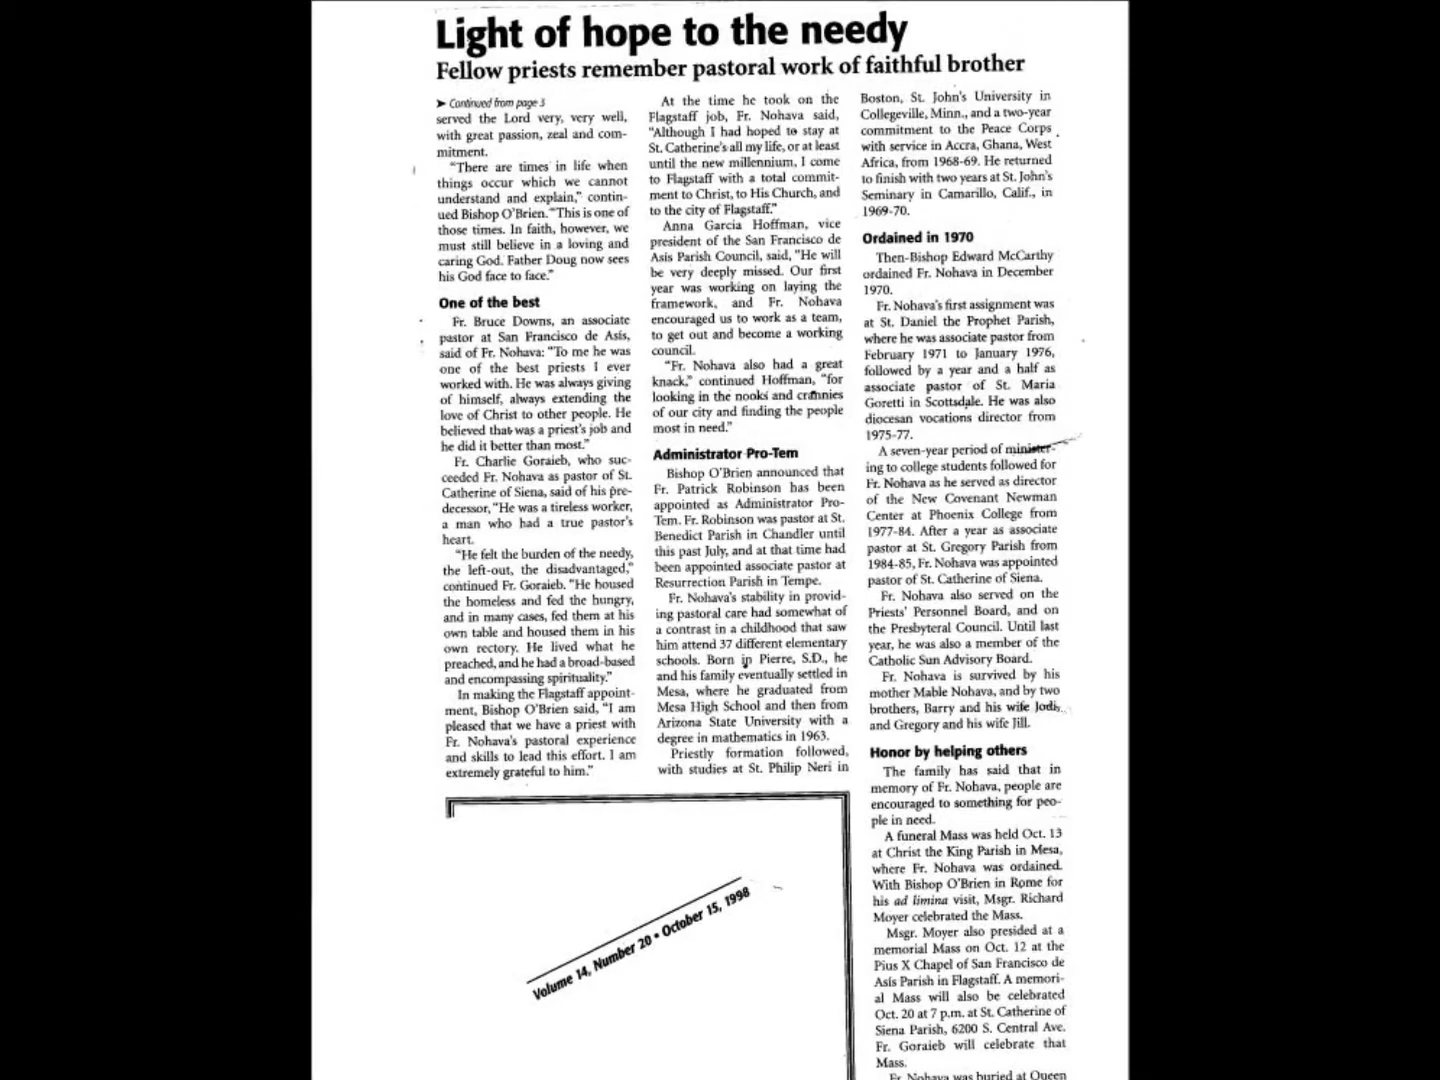 Light of hope to the needy
Fellow priests remember pastoral work of faithful brother
➤ Continued from page 3
served the Lord very, very well,
with great passion, zeal and com-
mitment.
"There are times in life when
things occur which we cannot
understand and explain," contin-
ued Bishop O'Brien. "This is one of
those times. In faith, however, we
must still believe in a loving and
caring God. Father Doug now sees
his God face to face."
One of the best
Fr. Bruce Downs, an associate
pastor at San Francisco de Asis,
said of Fr. Nohava: "To me he was
one of the best priests I ever
worked with. He was always giving
of himself, always extending the
love of Christ to other people. He
believed that was a priest's job and
he did it better than most."
Fr. Charlie Goraieb, who suc-
ceeded Fr. Nohava as pastor of St.
Catherine of Siena, said of his pre-
decessor, "He was a tireless worker,
a man who had a true pastor's
heart.
"He felt the burden of the needy,
the left-out, the disadvantaged,"
continued Fr. Goraieb. "He housed
the homeless and fed the hungry,
and in many cases, fed them at his
own table and housed them in his
own rectory. He lived what he
preached, and he had a broad-based
and encompassing spirituality."
In making the Flagstaff appoint-
ment, Bishop O'Brien said, "I am
pleased that we have a priest with
Fr. Nohava's pastoral experience
and skills to lead this effort. I am
extremely grateful to him."
At the time he took on the
Flagstaff job, Fr. Nohava said,
"Although I had hoped to stay at
St. Catherine's all my life, or at least
until the new millennium, I come
to Flagstaff with a total commit-
ment to Christ, to His Church, and
to the city of Flagstaff."
Anna Garcia Hoffman, vice
president of the San Francisco de
Asis Parish Council, said, "He will
be very deeply missed. Our first
year was working on laying the
framework, and Fr. Nohava
encouraged us to work as a team,
to get out and become a working
council.
"Fr. Nohava also had a great
knack," continued Hoffman, "for
looking in the nooks and crannies
of our city and finding the people
most in need."
Administrator Pro-Tem
Bishop O'Brien announced that
Fr. Patrick Robinson has been
appointed as Administrator Pro-
Tem. Fr. Robinson was pastor at St.
Benedict Parish in Chandler until
this past July, and at that time had
been appointed associate pastor at
Resurrection Parish in Tempe.
Fr. Nohava's stability in provid-
ing pastoral care had somewhat of
a contrast in a childhood that saw
him attend 37 different elementary
schools. Born in Pierre, S.D., he
and his family eventually settled in
Mesa, where he graduated from
Mesa High School and then from
Arizona State University with a
degree in mathematics in 1963.
Priestly formation followed,
with studies at St. Philip Neri in
Boston, St. John's University in
Collegeville, Minn., and a two-year
commitment to the Peace Corps
with service in Accra, Ghana, West
Africa, from 1968-69. He returned
to finish with two years at St. John's
Seminary in Camarillo, Calif., in
1969-70.
Ordained in 1970
Then-Bishop Edward McCarthy
ordained Fr. Nohava in December
1970.
Fr. Nohava's first assignment was
at St. Daniel the Prophet Parish,
where he was associate pastor from
February 1971 to January 1976,
followed by a year and a half as
associate pastor of St. Maria
Goretti in Scottsdale. He was also
diocesan vocations director from
1975-77.
A seven-year period of minister-
ing to college students followed for
Fr. Nohava as he served as director
of the New Covenant Newman
Center at Phoenix College from
1977-84. After a year as associate
pastor at St. Gregory Parish from
1984-85, Fr. Nohava was appointed
pastor of St. Catherine of Siena.
Fr. Nohava also served on the
Priests' Personnel Board, and on
the Presbyteral Council. Until last
year, he was also a member of the
Catholic Sun Advisory Board.
Fr. Nohava is survived by his
mother Mable Nohava, and by two
brothers, Barry and his wife Jodi,
and Gregory and his wife Jill.
Honor by helping others
The family has said that in
memory of Fr. Nohava, people are
encouraged to something for peo-
ple in need.
A funeral Mass was held Oct. 13
at Christ the King Parish in Mesa,
where Fr. Nohava was ordained.
With Bishop O'Brien in Rome for
his ad limina visit, Msgr. Richard
Moyer celebrated the Mass.
Msgr. Moyer also presided at a
memorial Mass on Oct. 12 at the
Pius X Chapel of San Francisco de
Asis Parish in Flagstaff. A memori-
al Mass will also be celebrated
Oct. 20 at 7 p.m. at St. Catherine of
Siena Parish, 6200 S. Central Ave.
Fr. Goraieb will celebrate that
Mass.
Fr. Nohava was buried at Queen
Volume 14, Number 20 • October 15, 1998